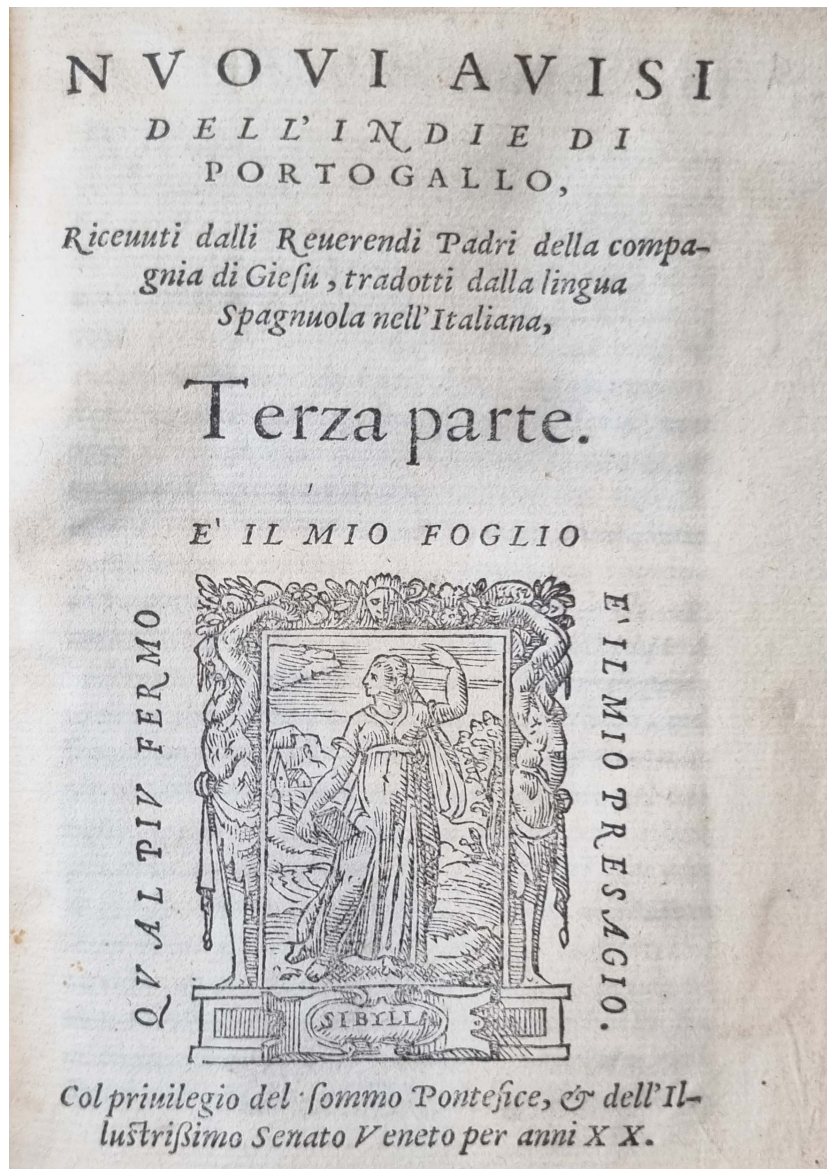 NVOVI AVISI
DELL' INDIE DI
PORTOGALLO,
Riceuuti dalli Reuerendi Padri della compa-
gnia di Gieſu, tradotti dalla lingua
Spagnuola nell'Italiana,
Terza parte.
E' IL MIO FOGLIO
QVAL PIV FERMO
E' IL MIO PRESAGIO.
SIBYLLA
Col priuilegio del ſommo Ponteſice, & dell'Il-
luſtrißimo Senato Veneto per anni XX.